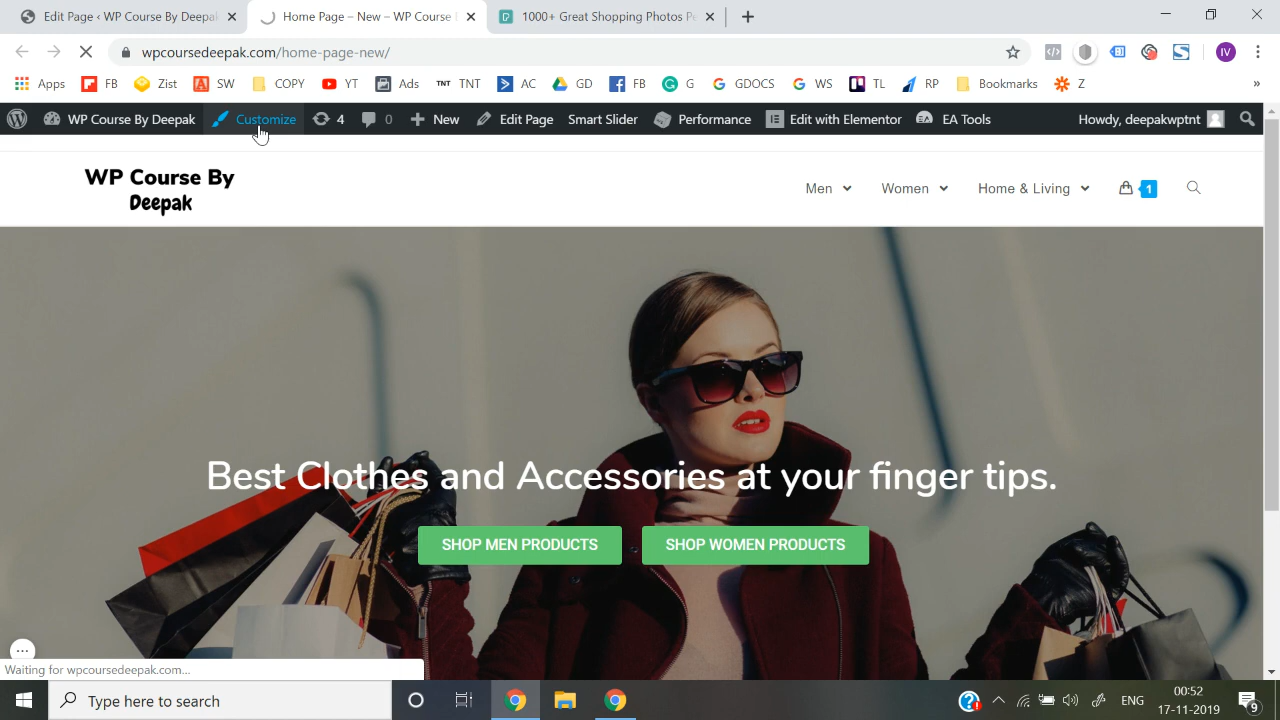 Edit Page ‹ WP Course By Deepak
Home Page – New – WP Course
1000+ Great Shopping Photos Pe
wpcoursedeepak.com/home-page-new/
IV
Apps FB Zist SW COPY YT Ads TNT TNT AC GD FB G GDOCS WS TL RP Bookmarks Z »
WP Course By Deepak Customize 4 0 New Edit Page Smart Slider Performance Edit with Elementor EA Tools Howdy, deepakwptnt
WP Course By
Deepak
Men Women Home & Living 1
Best Clothes and Accessories at your finger tips.
SHOP MEN PRODUCTS SHOP WOMEN PRODUCTS
Waiting for wpcoursedeepak.com...
Type here to search
ENG
00:52
17-11-2019
9